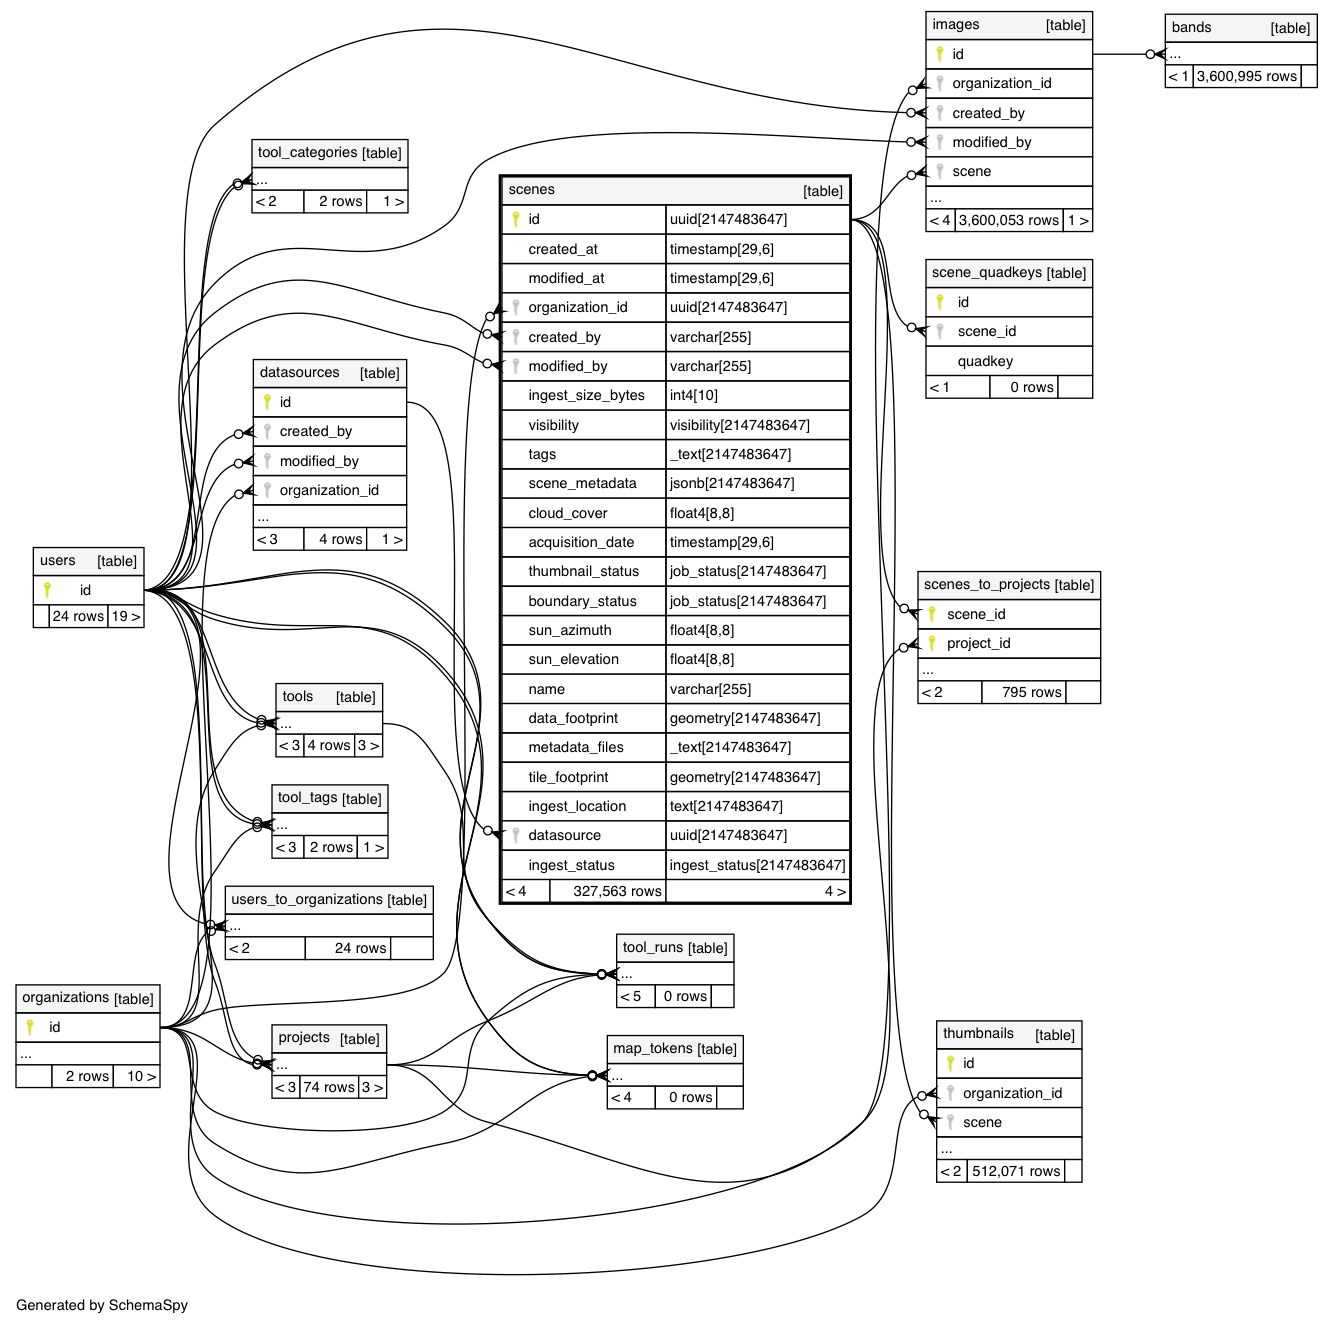 images [table]
id
organization_id
created_by
modified_by
scene
...
< 4 3,600,053 rows 1 >
bands [table]
...
< 1 3,600,995 rows
tool_categories [table]
...
< 2 2 rows 1 >
scenes [table]
id uuid[2147483647]
created_at timestamp[29,6]
modified_at timestamp[29,6]
organization_id uuid[2147483647]
created_by varchar[255]
modified_by varchar[255]
ingest_size_bytes int4[10]
visibility visibility[2147483647]
tags _text[2147483647]
scene_metadata jsonb[2147483647]
cloud_cover float4[8,8]
acquisition_date timestamp[29,6]
thumbnail_status job_status[2147483647]
boundary_status job_status[2147483647]
sun_azimuth float4[8,8]
sun_elevation float4[8,8]
name varchar[255]
data_footprint geometry[2147483647]
metadata_files _text[2147483647]
tile_footprint geometry[2147483647]
ingest_location text[2147483647]
datasource uuid[2147483647]
ingest_status ingest_status[2147483647]
< 4 327,563 rows 4 >
scene_quadkeys [table]
id
scene_id
quadkey
< 1 0 rows
datasources [table]
id
created_by
modified_by
organization_id
...
< 3 4 rows 1 >
users [table]
id
24 rows 19 >
scenes_to_projects [table]
scene_id
project_id
...
< 2 795 rows
tools [table]
...
< 3 4 rows 3 >
tool_tags [table]
...
< 3 2 rows 1 >
users_to_organizations [table]
...
< 2 24 rows
tool_runs [table]
...
< 5 0 rows
organizations [table]
id
...
2 rows 10 >
projects [table]
...
< 3 74 rows 3 >
map_tokens [table]
...
< 4 0 rows
thumbnails [table]
id
organization_id
scene
...
< 2 512,071 rows
Generated by SchemaSpy